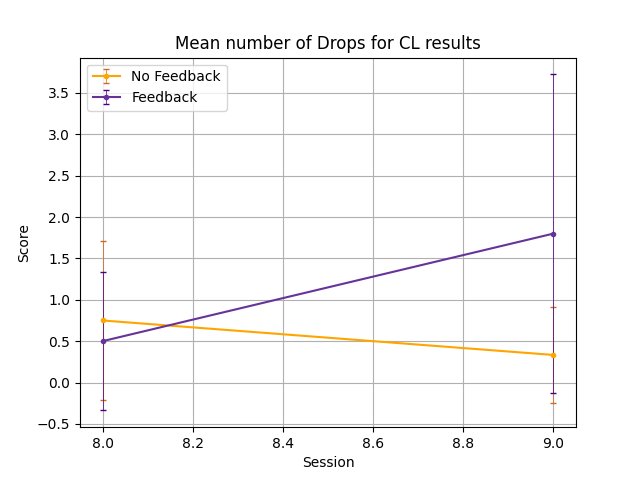 Mean number of Drops for CL results
No Feedback
Feedback
3.5
3.0
2.5
2.0
1.5
1.0
0.5
0.0
−0.5
Score
8.0 8.2 8.4 8.6 8.8 9.0
Session